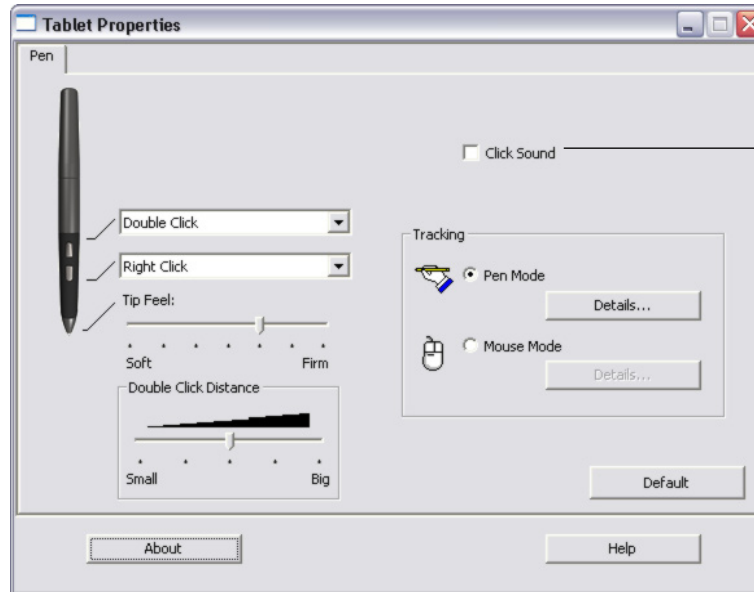 Tablet Properties
Pen
Click Sound
Double Click
Right Click
Tip Feel:
Soft Firm
Double Click Distance
Small Big
Tracking
Pen Mode
Details...
Mouse Mode
Details...
Default
About
Help